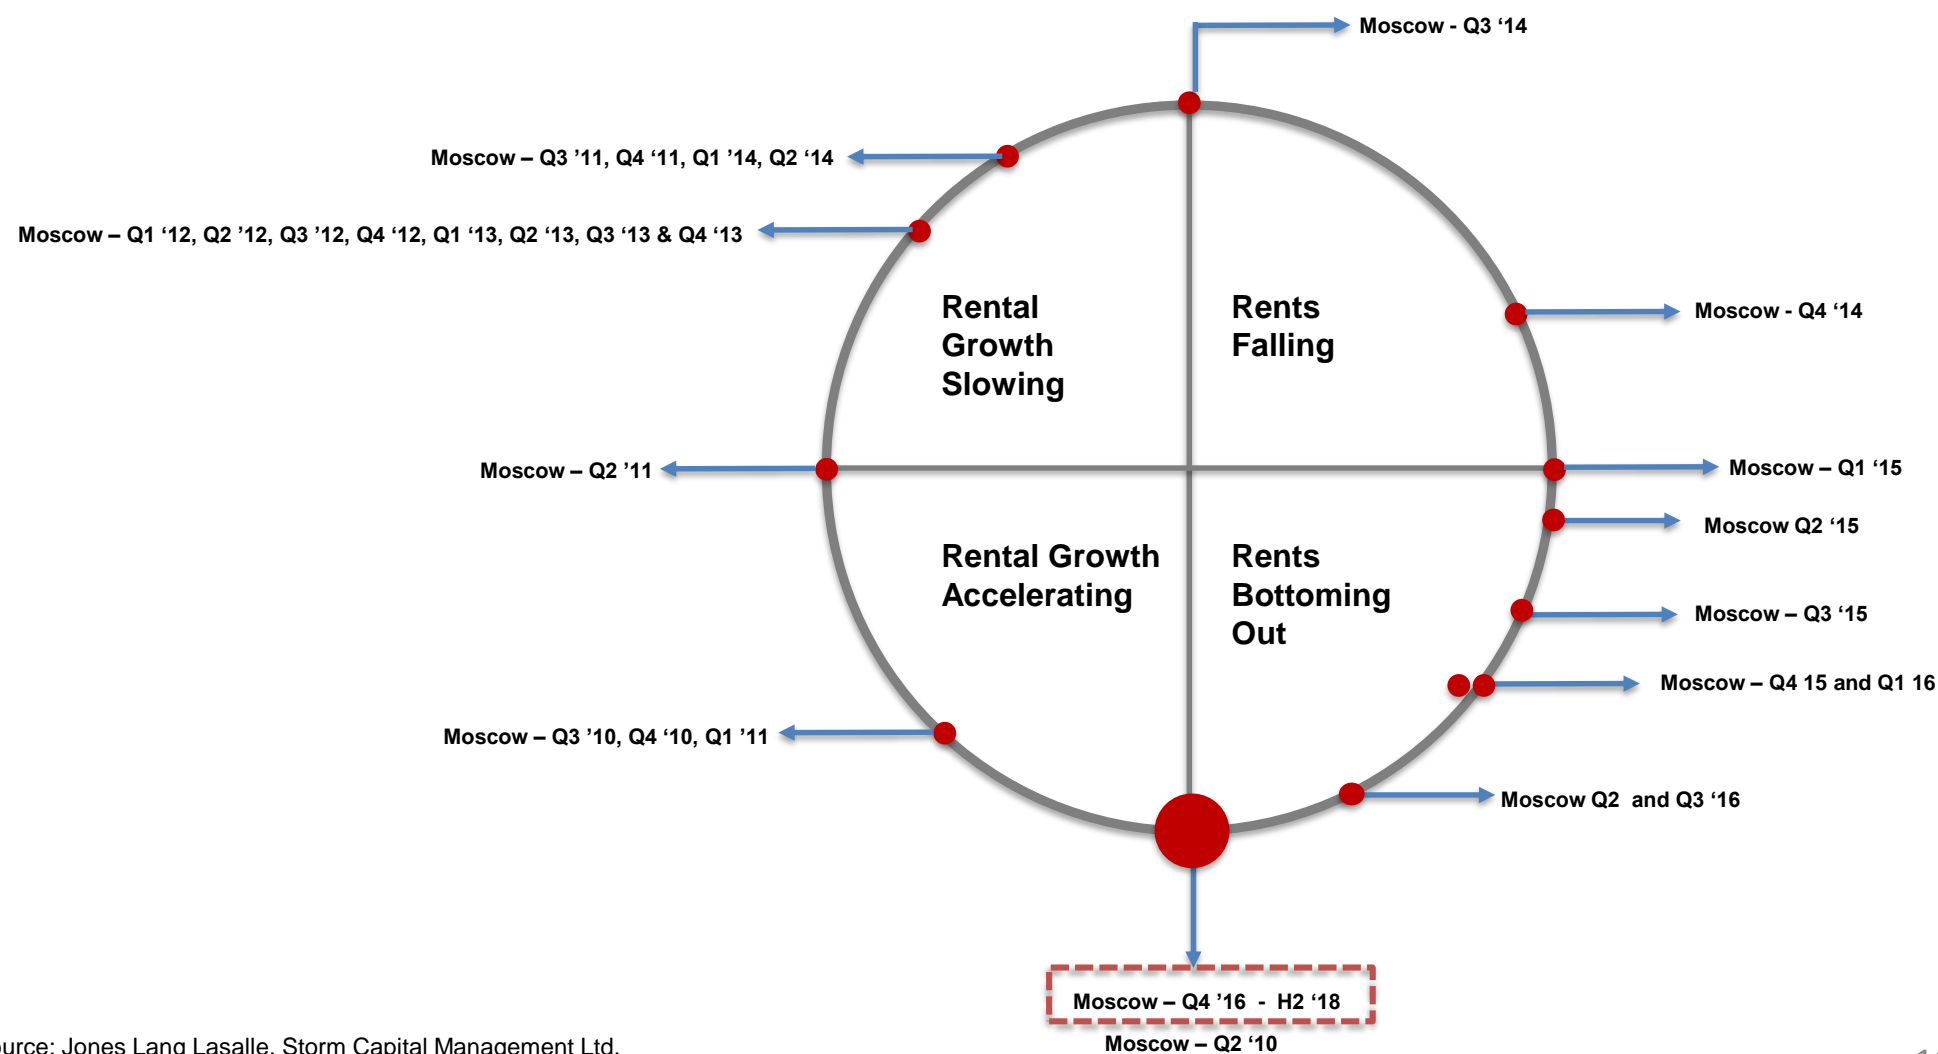 Moscow - Q3 ‘14
Moscow – Q3 ’11, Q4 ‘11, Q1 ’14, Q2 ‘14
Moscow – Q1 ‘12, Q2 ’12, Q3 ’12, Q4 ‘12, Q1 ‘13, Q2 ‘13, Q3 ‘13 & Q4 ‘13
Rental
Growth
Slowing
Rents
Falling
Moscow - Q4 ‘14
Moscow – Q2 ’11
Moscow – Q1 ‘15
Moscow Q2 ‘15
Rental Growth
Accelerating
Rents
Bottoming
Out
Moscow – Q3 ‘15
Moscow – Q4 15 and Q1 16
Moscow – Q3 ’10, Q4 ‘10, Q1 ’11
Moscow Q2 and Q3 ‘16
Moscow – Q4 ’16 - H2 ‘18
Moscow – Q2 ‘10
Jones Lang Lasalle, Storm Capital Management Ltd.